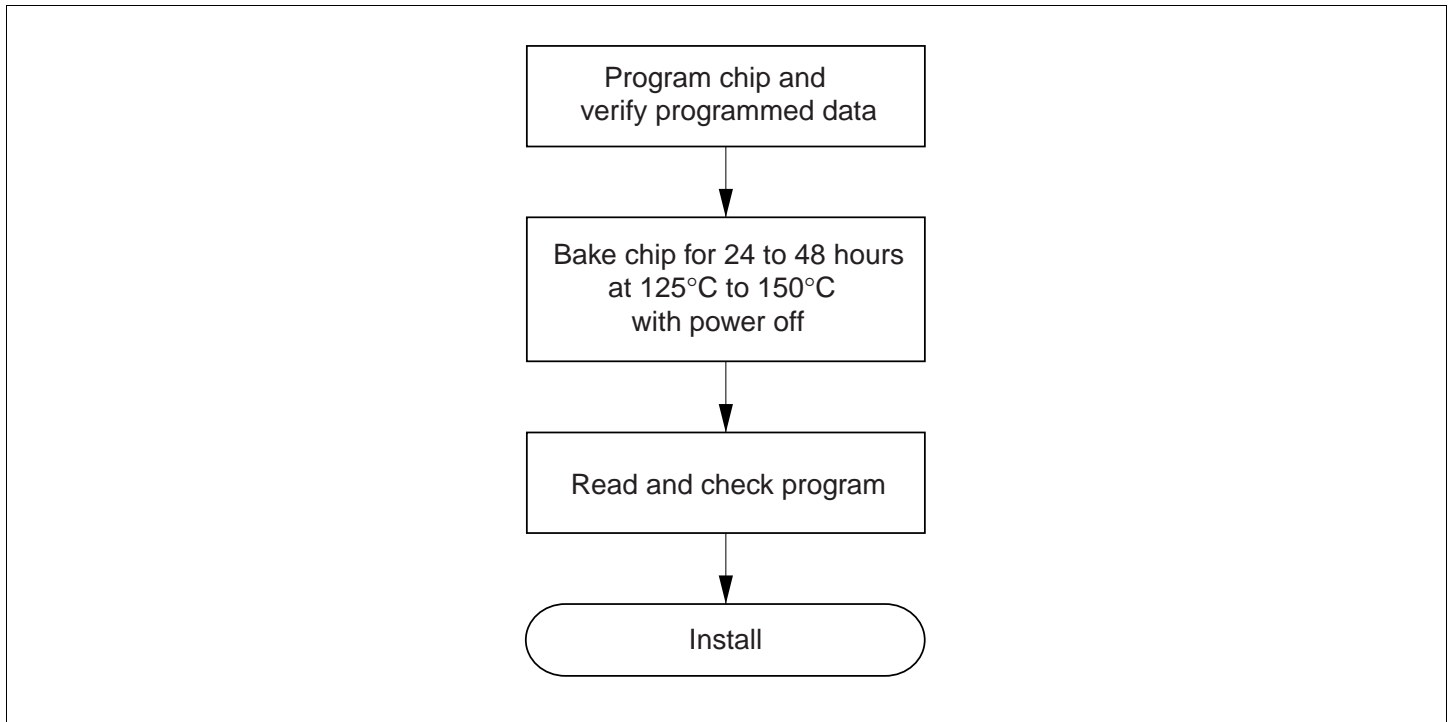 Program chip and
verify programmed data
Bake chip for 24 to 48 hours
at 125°C to 150°C
with power off
Read and check program
Install